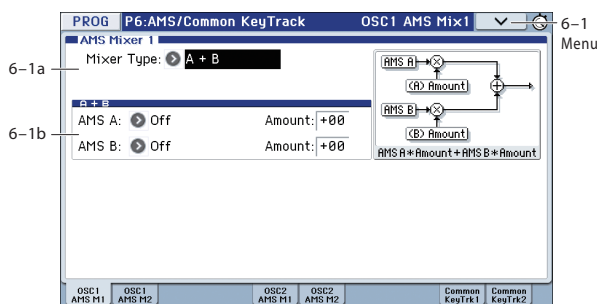 PROG P6:AMS/Common KeyTrack OSC1 AMS Mix1
6–1
Menu
AMS Mixer 1
6–1a
Mixer Type: A + B
AMS A
(A) Amount
A + B
6–1b
AMS A: Off Amount: +00
AMS B
(B) Amount
AMS B: Off Amount: +00
AMS A*Amount+AMS B*Amount
OSC1 AMS M1
OSC1 AMS M2
OSC2 AMS M1
OSC2 AMS M2
Common KeyTrk1
Common KeyTrk2